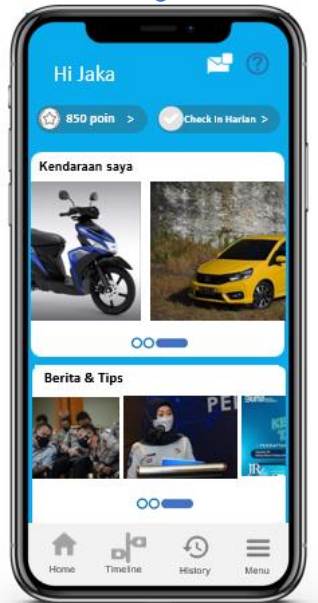 Hi Jaka
850 poin >
Check In Harian >
Kendaraan saya
Berita & Tips
Home
Timeline
History
Menu